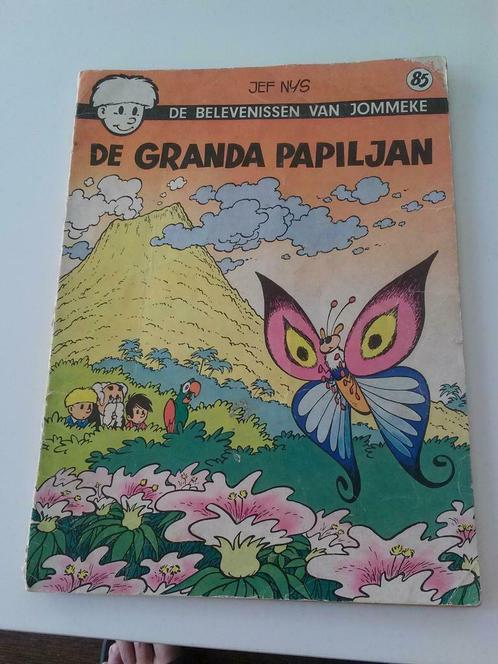 JEF NYS
85
DE BELEVENISSEN VAN JOMMEKE
DE GRANDA PAPILJAN